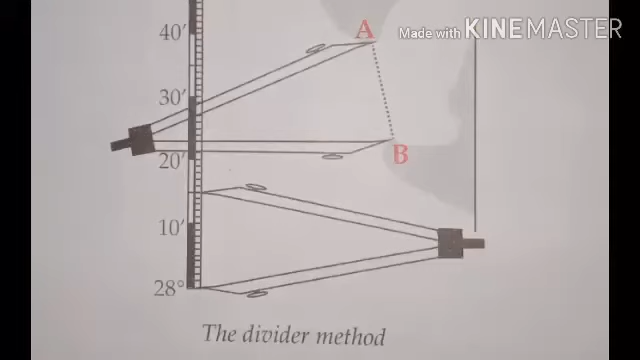 40′
A
Made with KINEMASTER
30′
20′
B
10′
28°
The divider method